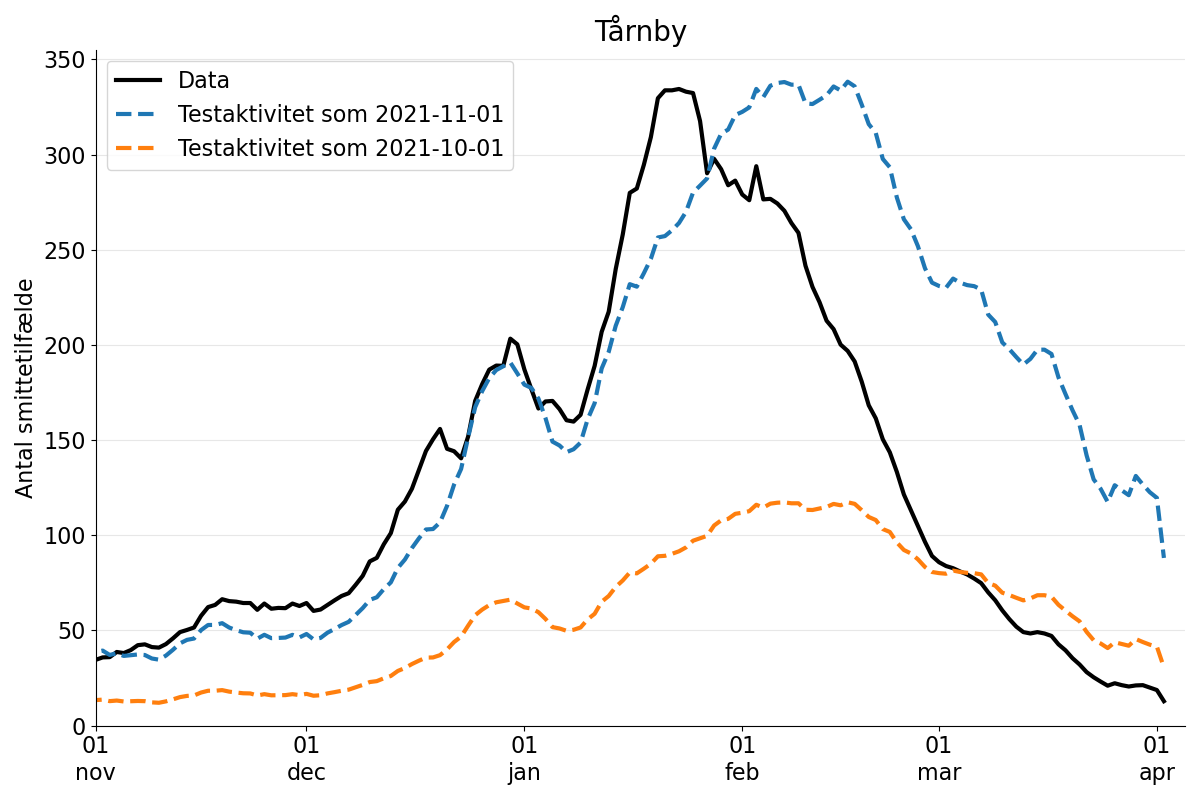 Tårnby
Data
Testaktivitet som 2021-11-01
Testaktivitet som 2021-10-01
Antal smittetilfælde
350
300
250
200
150
100
50
0
01 01 01 01 01 01
nov dec jan feb mar apr